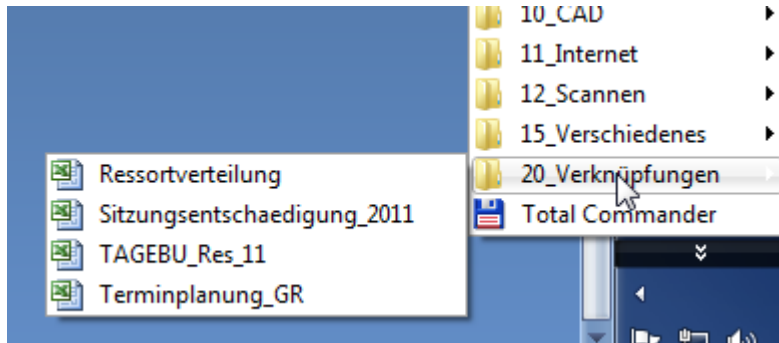 10_CAD
11_Internet
12_Scannen
15_Verschiedenes
20_Verknüpfungen
Total Commander
Ressortverteilung
Sitzungsentschaedigung_2011
TAGEBU_Res_11
Terminplanung_GR